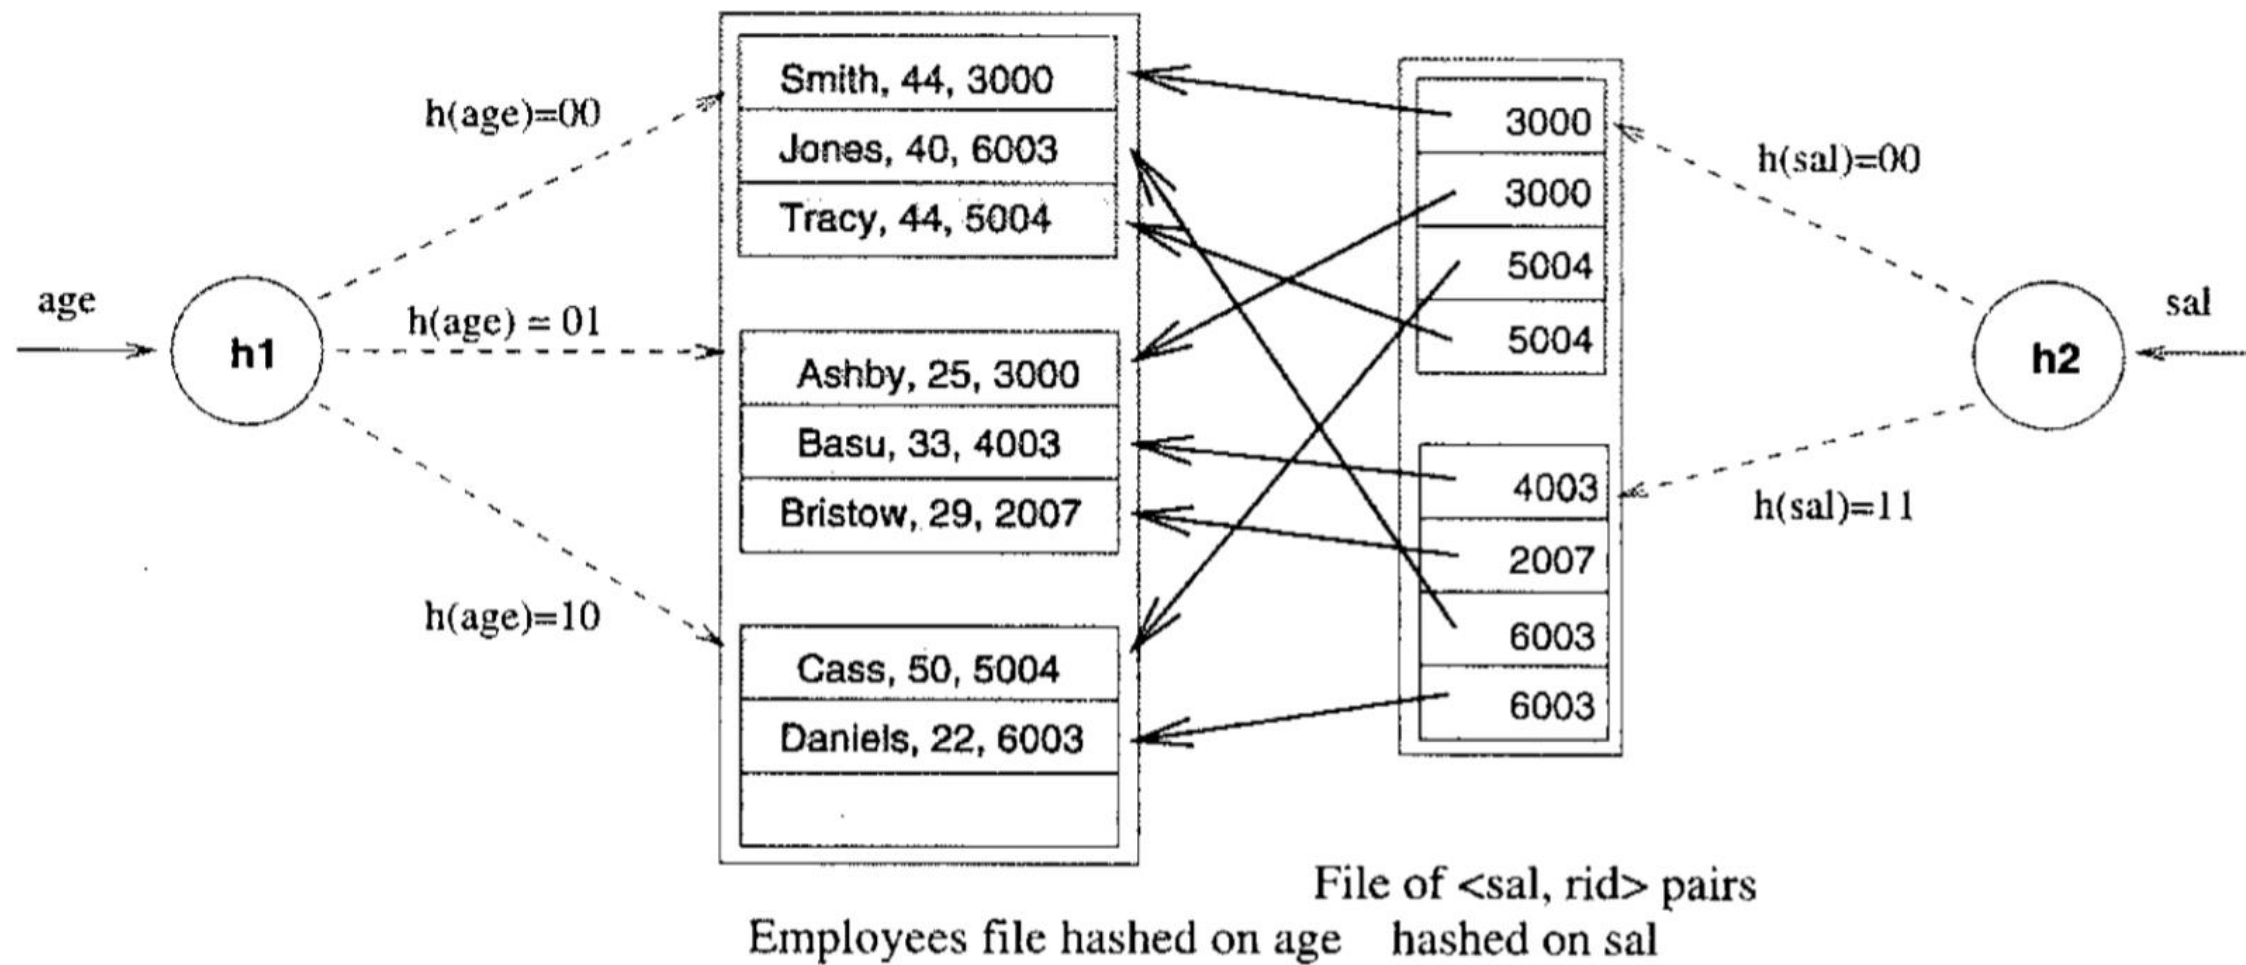 age
h1
h(age)=00
h(age) = 01
h(age)=10
Smith, 44, 3000
Jones, 40, 6003
Tracy, 44, 5004
Ashby, 25, 3000
Basu, 33, 4003
Bristow, 29, 2007
Cass, 50, 5004
Daniels, 22, 6003
Employees file hashed on age
3000
3000
5004
5004
4003
2007
6003
6003
File of <sal, rid> pairs
hashed on sal
h(sal)=00
h(sal)=11
h2
sal